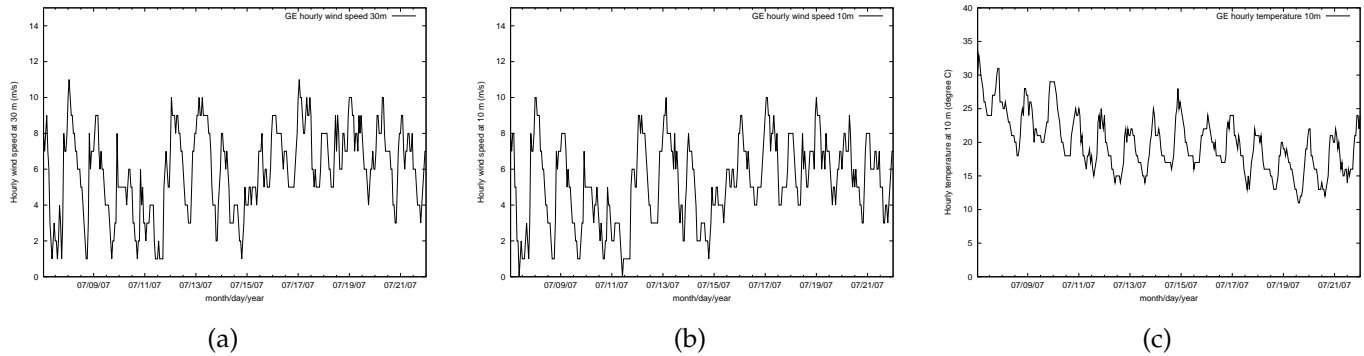 GE hourly wind speed 30m
Hourly wind speed at 30 m (m/s)
14
12
10
8
6
4
2
0
07/09/07 07/11/07 07/13/07 07/15/07 07/17/07 07/19/07 07/21/07
month/day/year
(a)
GE hourly wind speed 10m
Hourly wind speed at 10 m (m/s)
14
12
10
8
6
4
2
0
07/09/07 07/11/07 07/13/07 07/15/07 07/17/07 07/19/07 07/21/07
month/day/year
(b)
GE hourly temperature 10m
Hourly temperature at 10 m (degree C)
40
35
30
25
20
15
10
5
0
07/09/07 07/11/07 07/13/07 07/15/07 07/17/07 07/19/07 07/21/07
month/day/year
(c)